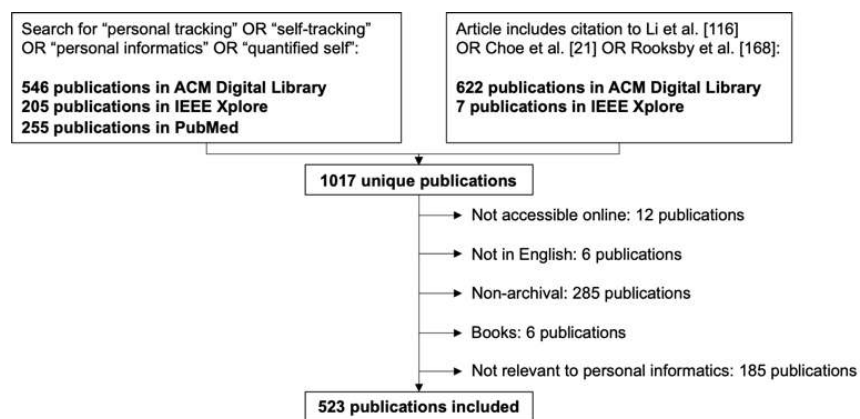 Search for “personal tracking” OR “self-tracking”
OR “personal informatics” OR “quantified self”:
546 publications in ACM Digital Library
205 publications in IEEE Xplore
255 publications in PubMed
Article includes citation to Li et al. [116]
OR Choe et al. [21] OR Rooksby et al. [168]:
622 publications in ACM Digital Library
7 publications in IEEE Xplore
1017 unique publications
Not accessible online: 12 publications
Not in English: 6 publications
Non-archival: 285 publications
Books: 6 publications
Not relevant to personal informatics: 185 publications
523 publications included